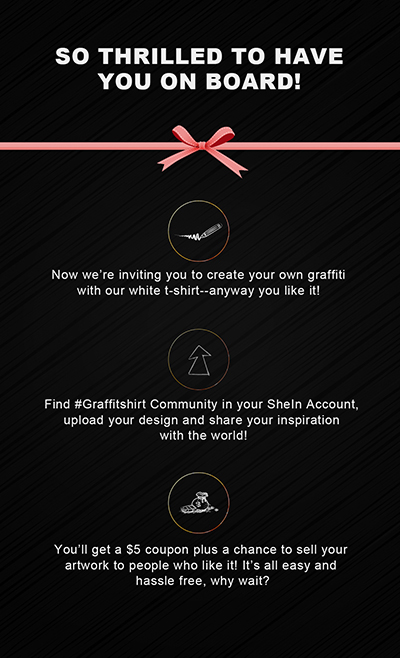 SO THRILLED TO HAVE
YOU ON BOARD!
Now we're inviting you to create your own graffiti
with our white t-shirt--anyway you like it!
Find #Graffitshirt Community in your SheIn Account,
upload your design and share your inspiration
with the world!
You'll get a $5 coupon plus a chance to sell your
artwork to people who like it! It's all easy and
hassle free, why wait?